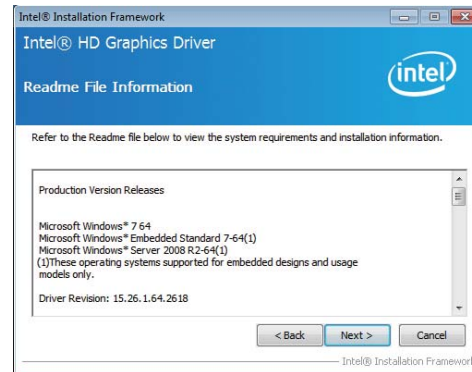 Intel® Installation Framework
Intel® HD Graphics Driver
intel
Readme File Information
Refer to the Readme file below to view the system requirements and installation information.
Production Version Releases
Microsoft Windows* 7 64
Microsoft Windows* Embedded Standard 7-64(1)
Microsoft Windows* Server 2008 R2-64(1)
(1)These operating systems supported for embedded designs and usage
models only.
Driver Revision: 15.26.1.64.2618
< Back Next > Cancel
Intel® Installation Framework